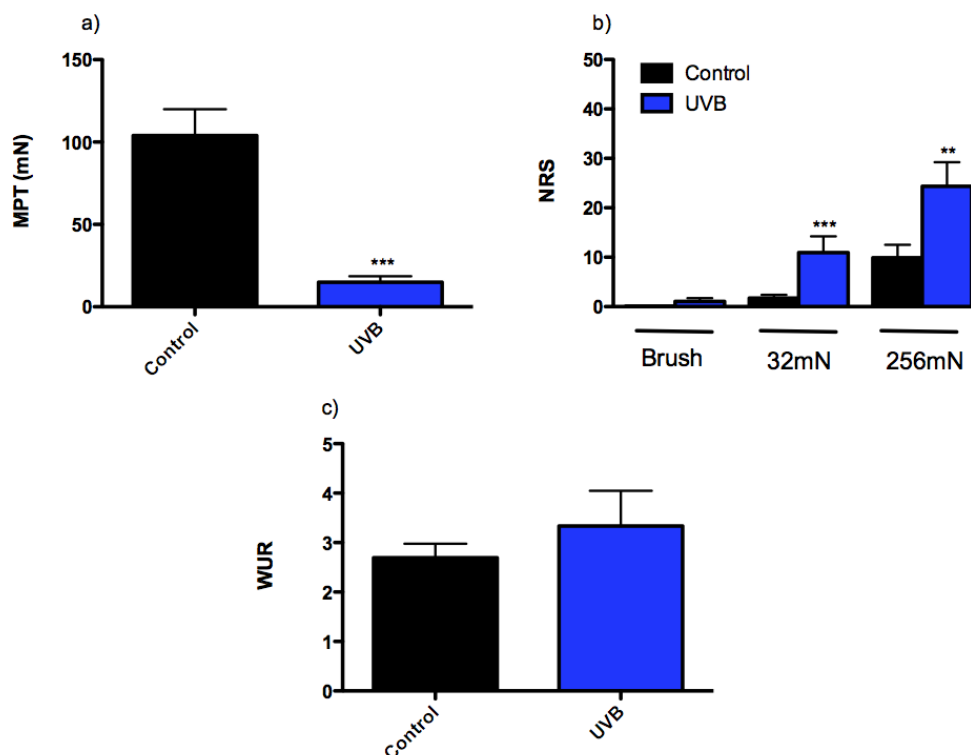 a)
150
100
50
0
MPT (mN)
***
Control
UVB
b)
50
40
30
20
10
0
NRS
Control
UVB
***
**
Brush
32mN
256mN
c)
5
4
3
2
1
0
WUR
Control
UVB